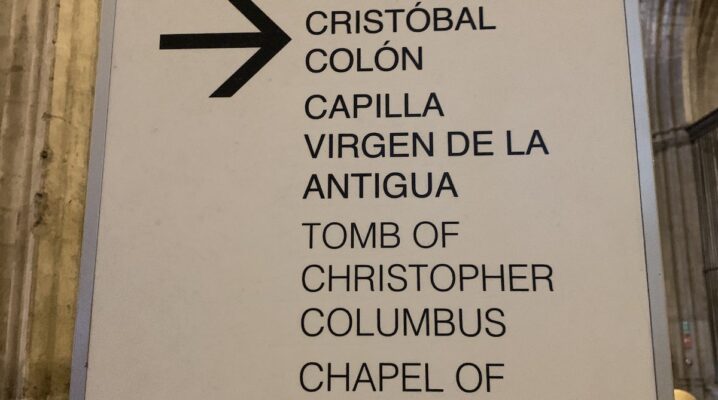 CRISTÓBAL
COLÓN
CAPILLA
VIRGEN DE LA
ANTIGUA
TOMB OF
CHRISTOPHER
COLUMBUS
CHAPEL OF